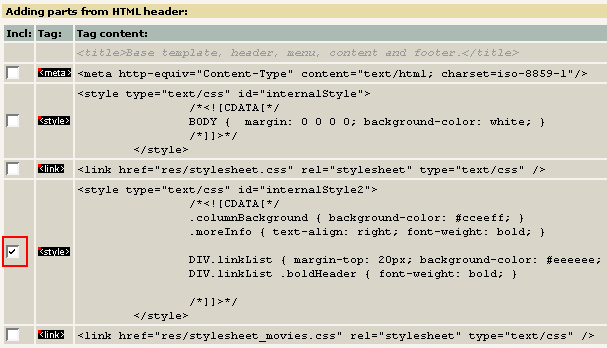 Adding parts from HTML header:
Incl: Tag: Tag content:
<title>Base template, header, menu, content and footer.</title>
<meta> <meta http-equiv="Content-Type" content="text/html; charset=iso-8859-1"/>
<style type="text/css" id="internalStyle">
/*<![CDATA[*/
<style> BODY { margin: 0 0 0 0; background-color: white; }
/*]]>*/
</style>
<link> <link href="res/stylesheet.css" rel="stylesheet" type="text/css" />
<style type="text/css" id="internalStyle2">
/*<![CDATA[*/
.columnBackground { background-color: #cceeff; }
.moreInfo { text-align: right; font-weight: bold; }
<style> DIV.linkList { margin-top: 20px; background-color: #eeeeee;
DIV.linkList .boldHeader { font-weight: bold; }
/*]]>*/
</style>
<link> <link href="res/stylesheet_movies.css" rel="stylesheet" type="text/css" />